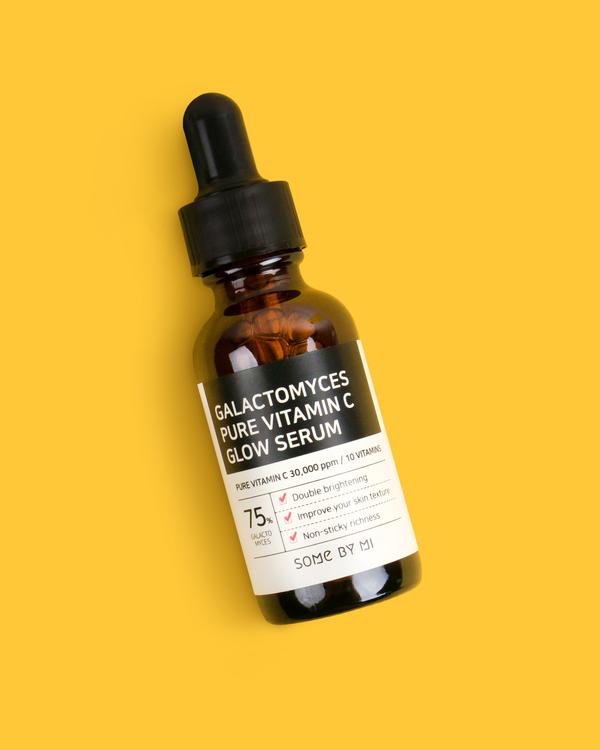 GALACTOMYCES
PURE VITAMIN C
GLOW SERUM
PURE VITAMIN C 30,000 ppm / 10 VITAMINS
75%
GALACTO
MYCES
Double brightening
Improve your skin texture
Non-sticky richness
SOME BY MI